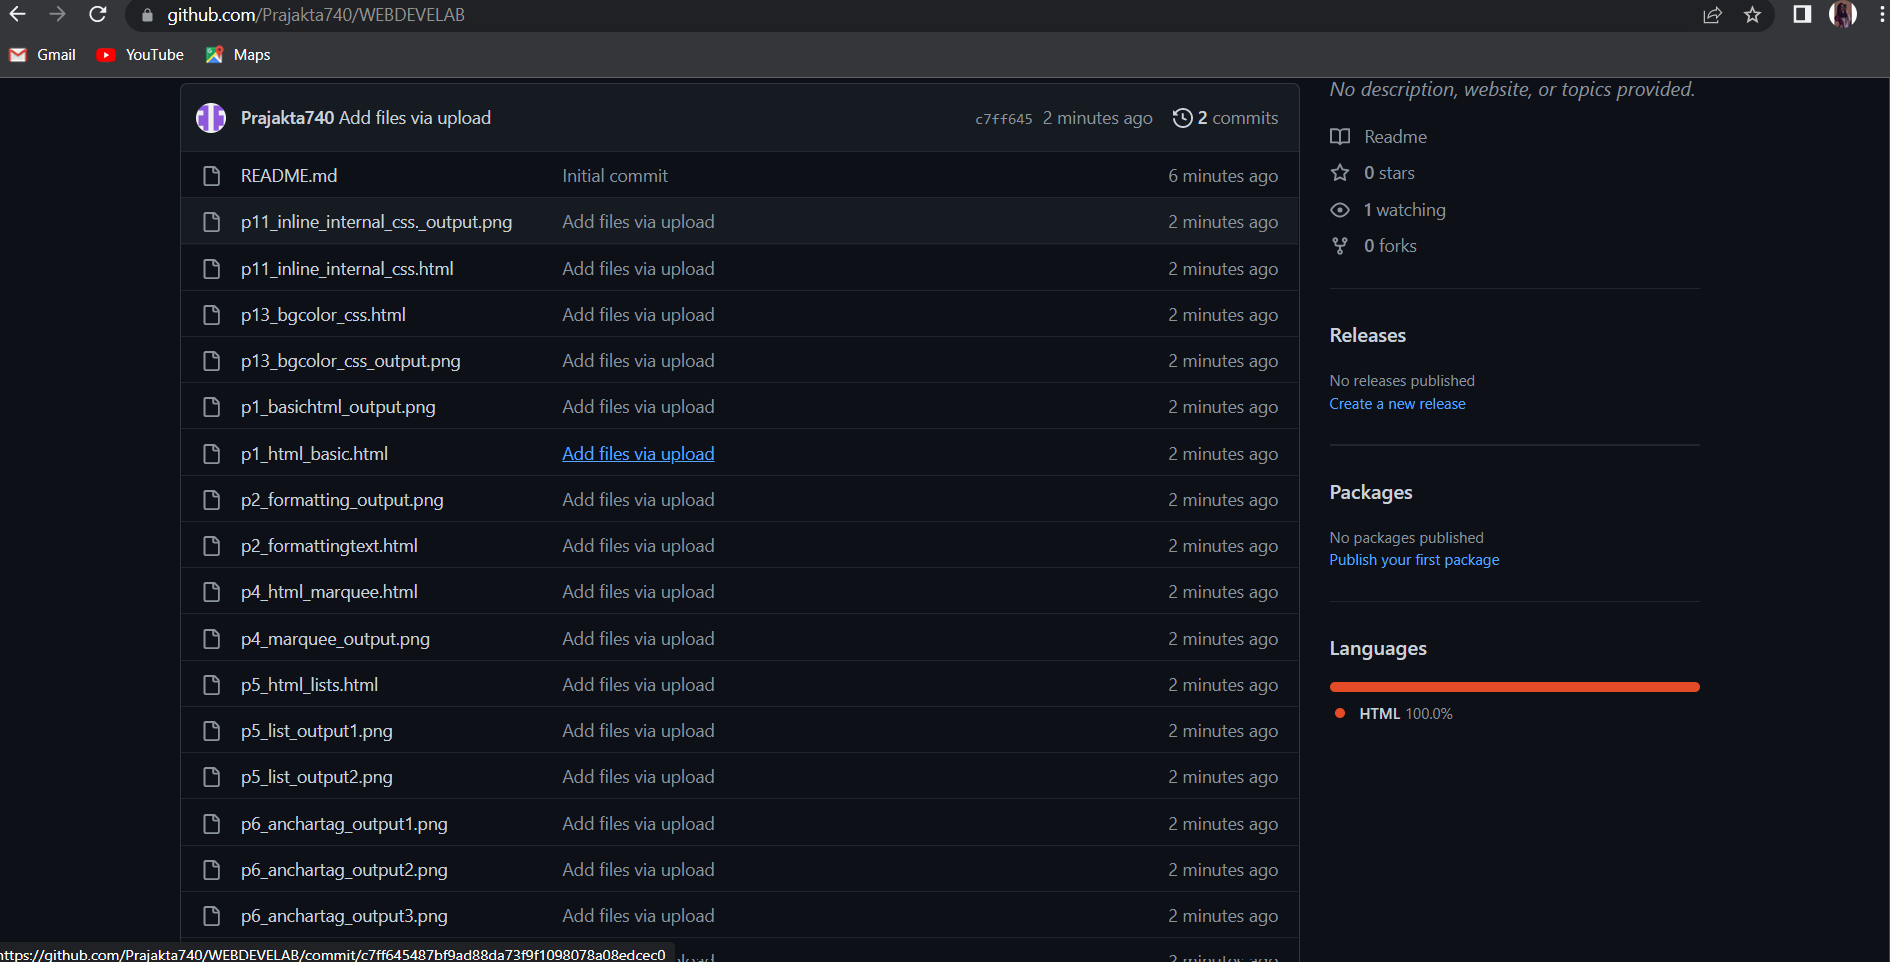 github.com/Prajakta740/WEBDEVELAB
Gmail YouTube Maps
Prajakta740 Add files via upload c7ff645 2 minutes ago 2 commits
README.md Initial commit 6 minutes ago
p11_inline_internal_css._output.png Add files via upload 2 minutes ago
p11_inline_internal_css.html Add files via upload 2 minutes ago
p13_bgcolor_css.html Add files via upload 2 minutes ago
p13_bgcolor_css_output.png Add files via upload 2 minutes ago
p1_basichtml_output.png Add files via upload 2 minutes ago
p1_html_basic.html Add files via upload 2 minutes ago
p2_formatting_output.png Add files via upload 2 minutes ago
p2_formattingtext.html Add files via upload 2 minutes ago
p4_html_marquee.html Add files via upload 2 minutes ago
p4_marquee_output.png Add files via upload 2 minutes ago
p5_html_lists.html Add files via upload 2 minutes ago
p5_list_output1.png Add files via upload 2 minutes ago
p5_list_output2.png Add files via upload 2 minutes ago
p6_anchartag_output1.png Add files via upload 2 minutes ago
p6_anchartag_output2.png Add files via upload 2 minutes ago
p6_anchartag_output3.png Add files via upload 2 minutes ago
https://github.com/Prajakta740/WEBDEVELAB/commit/c7ff645487bf9ad88da73f9f1098078a08edcec0
2 minutes ago
No description, website, or topics provided.
Readme
0 stars
1 watching
0 forks
Releases
No releases published
Create a new release
Packages
No packages published
Publish your first package
Languages
HTML 100.0%